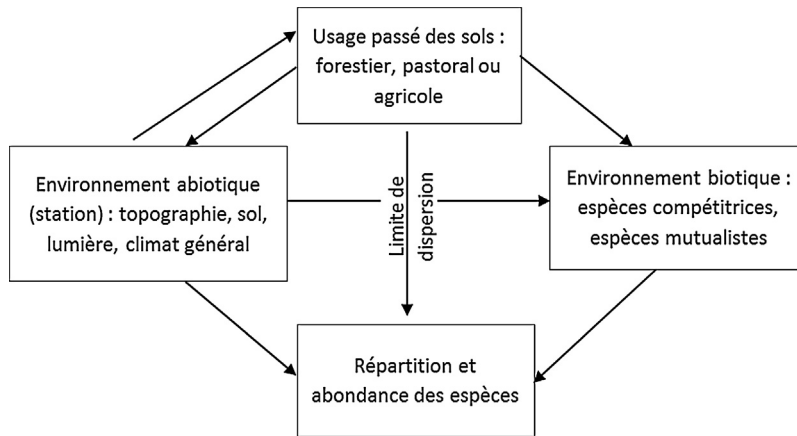 Usage passé des sols :
forestier, pastoral ou
agricole
Environnement abiotique
(station) : topographie, sol,
lumière, climat général
Limite de
dispersion
Environnement biotique :
espèces compétitrices,
espèces mutualistes
Répartition et
abondance des espèces